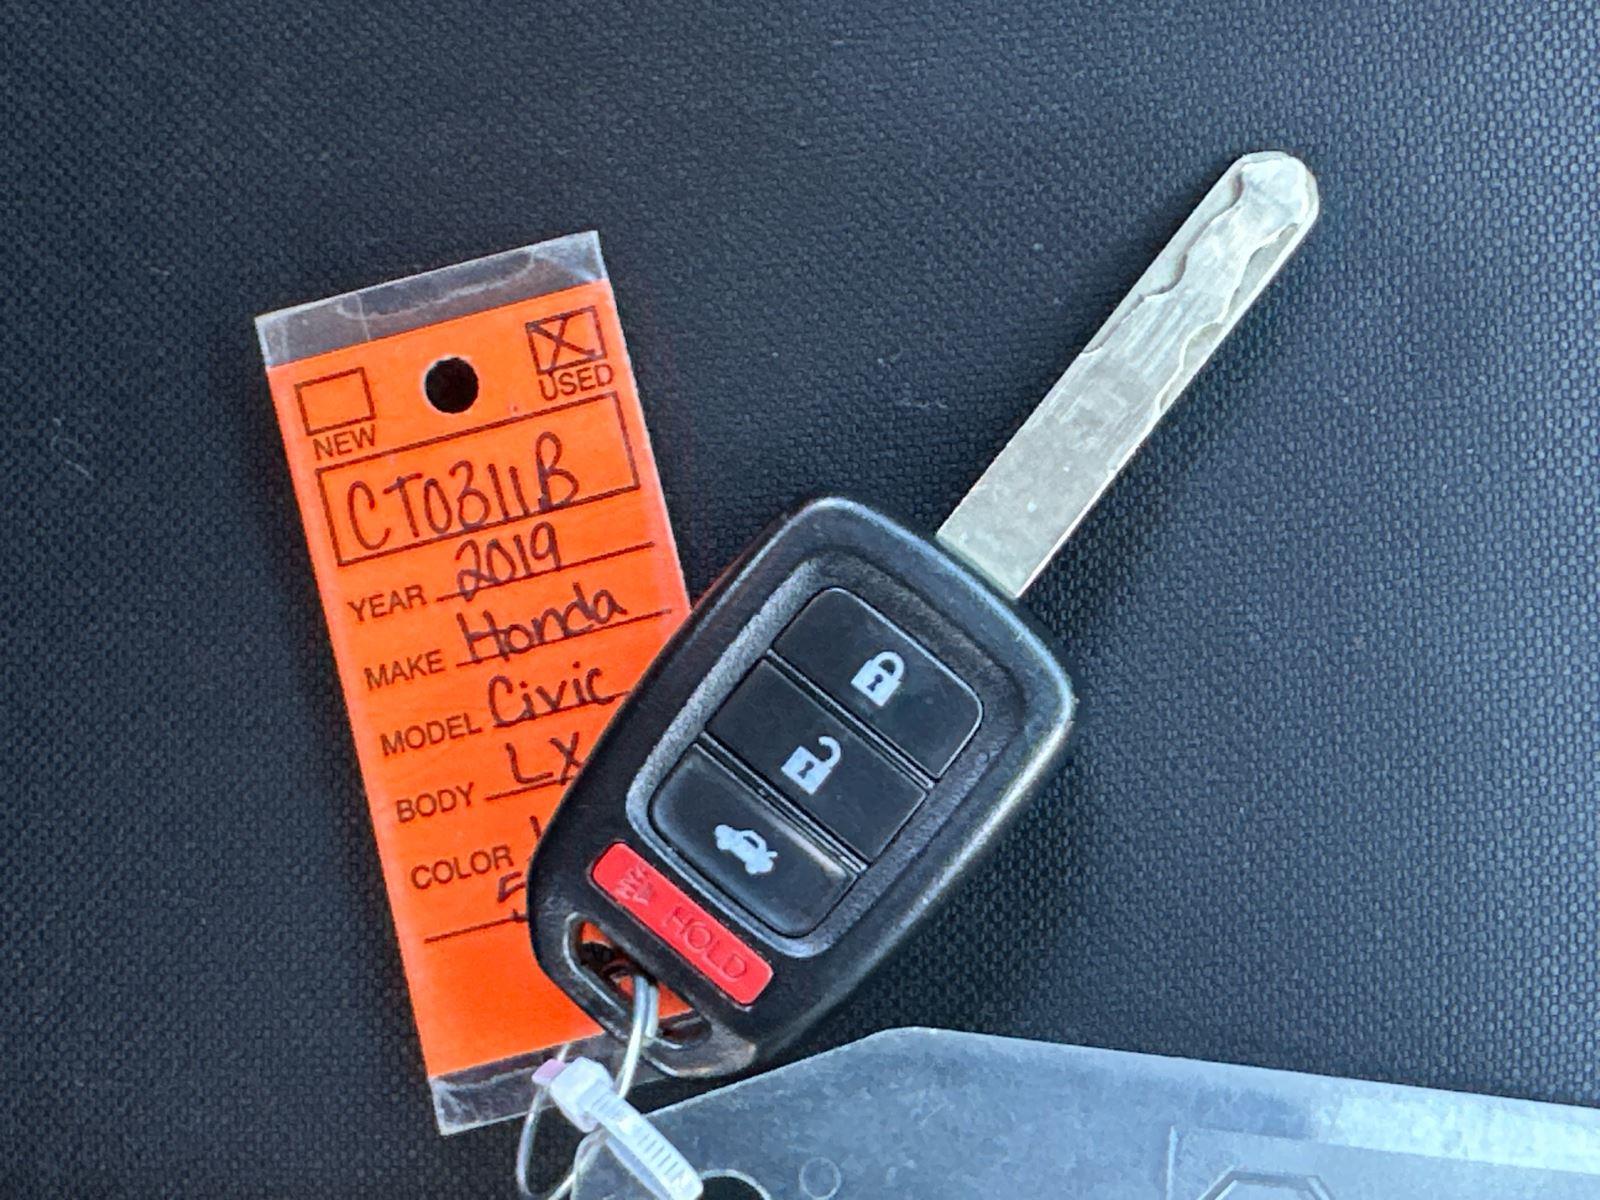 NEW USED
CT0311B
YEAR 2019
MAKE Honda
MODEL Civic
BODY LX
COLOR
HOLD